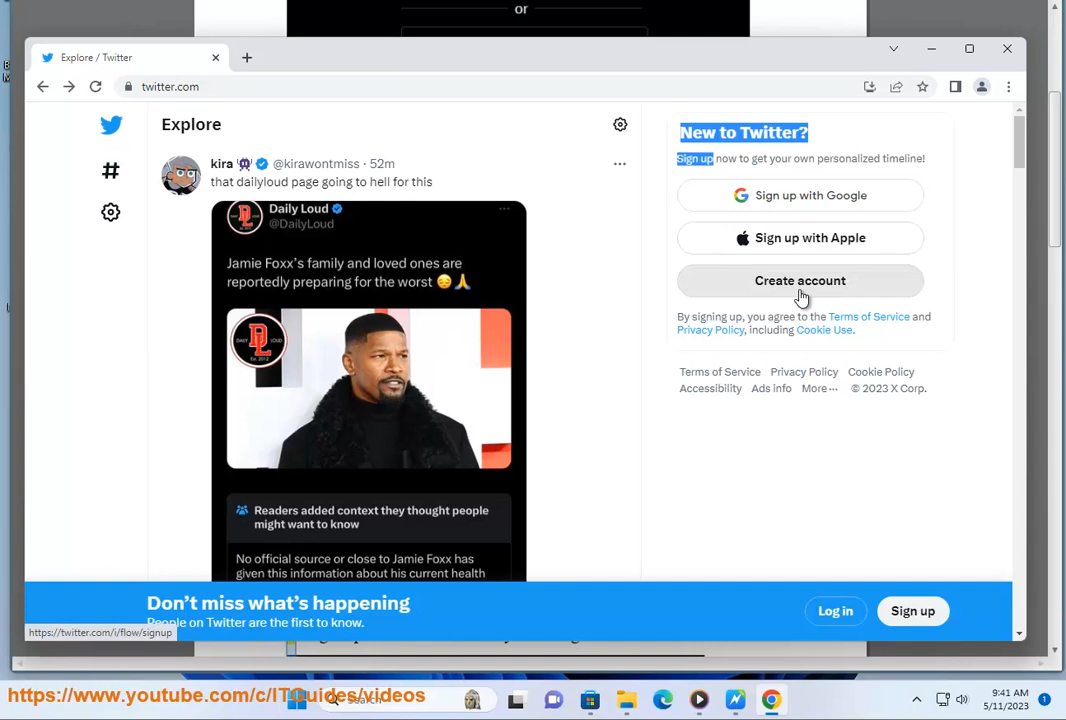 or
Explore / Twitter
twitter.com
Explore
kira @kirawontmiss · 52m
that dailyloud page going to hell for this
Daily Loud
@DailyLoud
Jamie Foxx's family and loved ones are
reportedly preparing for the worst
DAILY LOUD
EST. 2012
Readers added context they thought people
might want to know
No official source or close to Jamie Foxx has
given this information about his current health
New to Twitter?
Sign up now to get your own personalized timeline!
Sign up with Google
Sign up with Apple
Create account
By signing up, you agree to the Terms of Service and
Privacy Policy, including Cookie Use.
Terms of Service Privacy Policy Cookie Policy
Accessibility Ads info More ··· © 2023 X Corp.
Don't miss what's happening
People on Twitter are the first to know.
Log in
Sign up
https://twitter.com/i/flow/signup
https://www.youtube.com/c/ITGuides/videos
Search
9:41 AM
5/11/2023
1